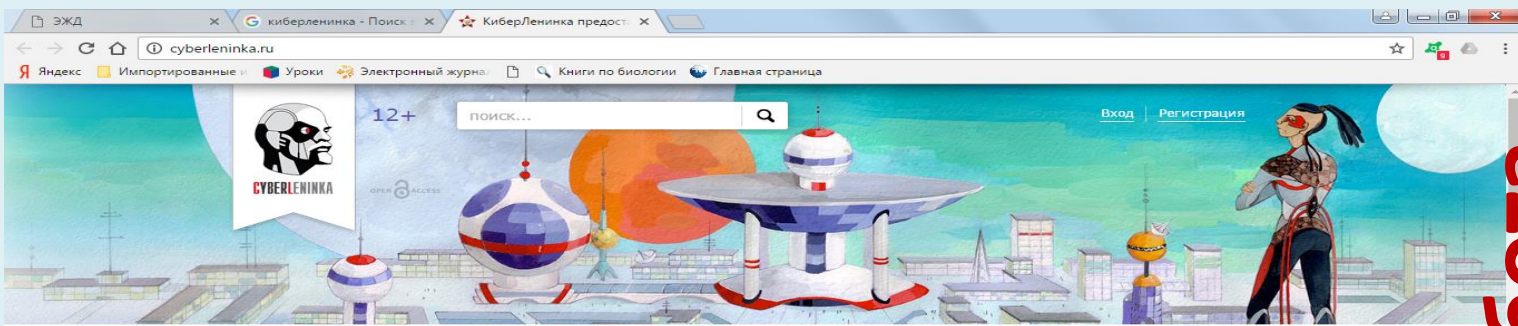 ЭЖД
киберленинка - Поиск
КиберЛенинка предост
cyberleninka.ru
Яндекс Импортированные Уроки Электронный журнал Книги по биологии Главная страница
12+ поиск... Вход Регистрация
CYBERLENINKA OPEN ACCESS